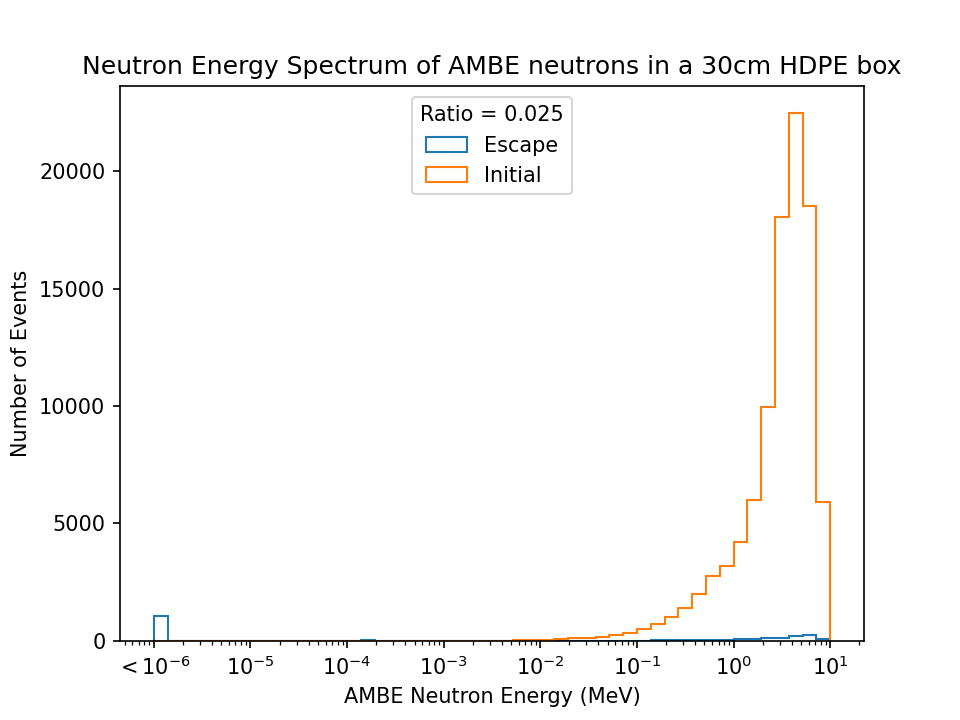 Neutron Energy Spectrum of AMBE neutrons in a 30cm HDPE box
Ratio = 0.025
Escape
Initial
20000
15000
10000
5000
0
Number of Events
< 10⁻⁶ 10⁻⁵ 10⁻⁴ 10⁻³ 10⁻² 10⁻¹ 10⁰ 10¹
AMBE Neutron Energy (MeV)